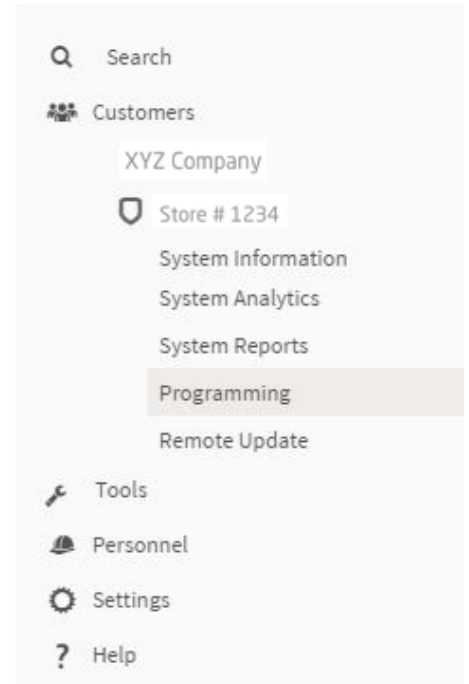 Search
Customers
XYZ Company
Store # 1234
System Information
System Analytics
System Reports
Programming
Remote Update
Tools
Personnel
Settings
Help